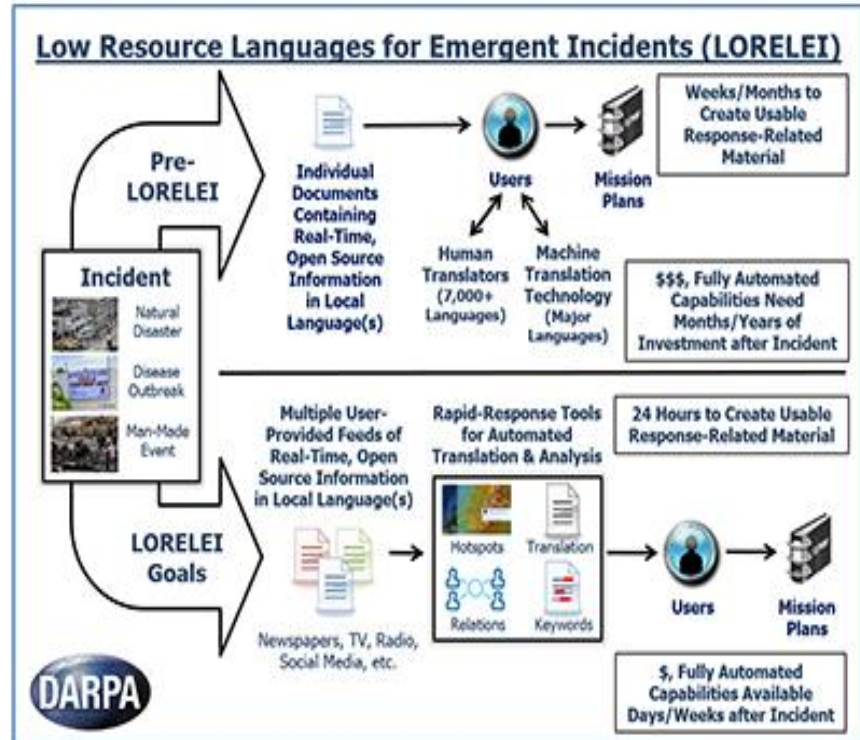 Low Resource Languages for Emergent Incidents (LORELEI)
Pre-
LORELEI
Individual
Documents
Containing
Real-Time,
Open Source
Information
in Local
Language(s)
Users
Mission
Plans
Human
Translators
(7,000+
Languages)
Machine
Translation
Technology
(Major
Languages)
Weeks/Months to
Create Usable
Response-Related
Material
$$$, Fully Automated
Capabilities Need
Months/Years of
Investment after Incident
Incident
Natural
Disaster
Disease
Outbreak
Man-Made
Event
LORELEI
Goals
Multiple User-
Provided Feeds of
Real-Time, Open
Source Information
in Local Language(s)
Newspapers, TV, Radio,
Social Media, etc.
Rapid-Response Tools
for Automated
Translation & Analysis
Hotspots
Translation
Relations
Keywords
24 Hours to Create Usable
Response-Related Material
Users
Mission
Plans
$, Fully Automated
Capabilities Available
Days/Weeks after Incident
DARPA